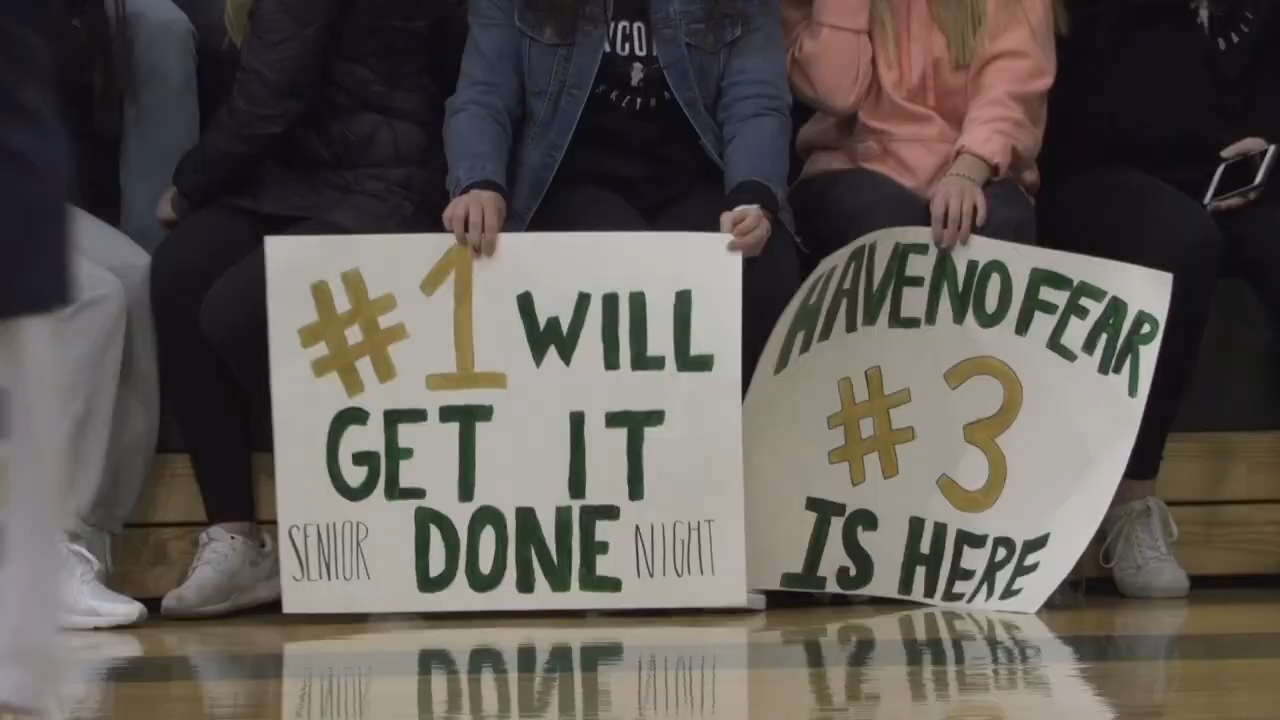 #1 WILL
GET IT
SENIOR DONE NIGHT
HAVE NO FEAR
#3
IS HERE